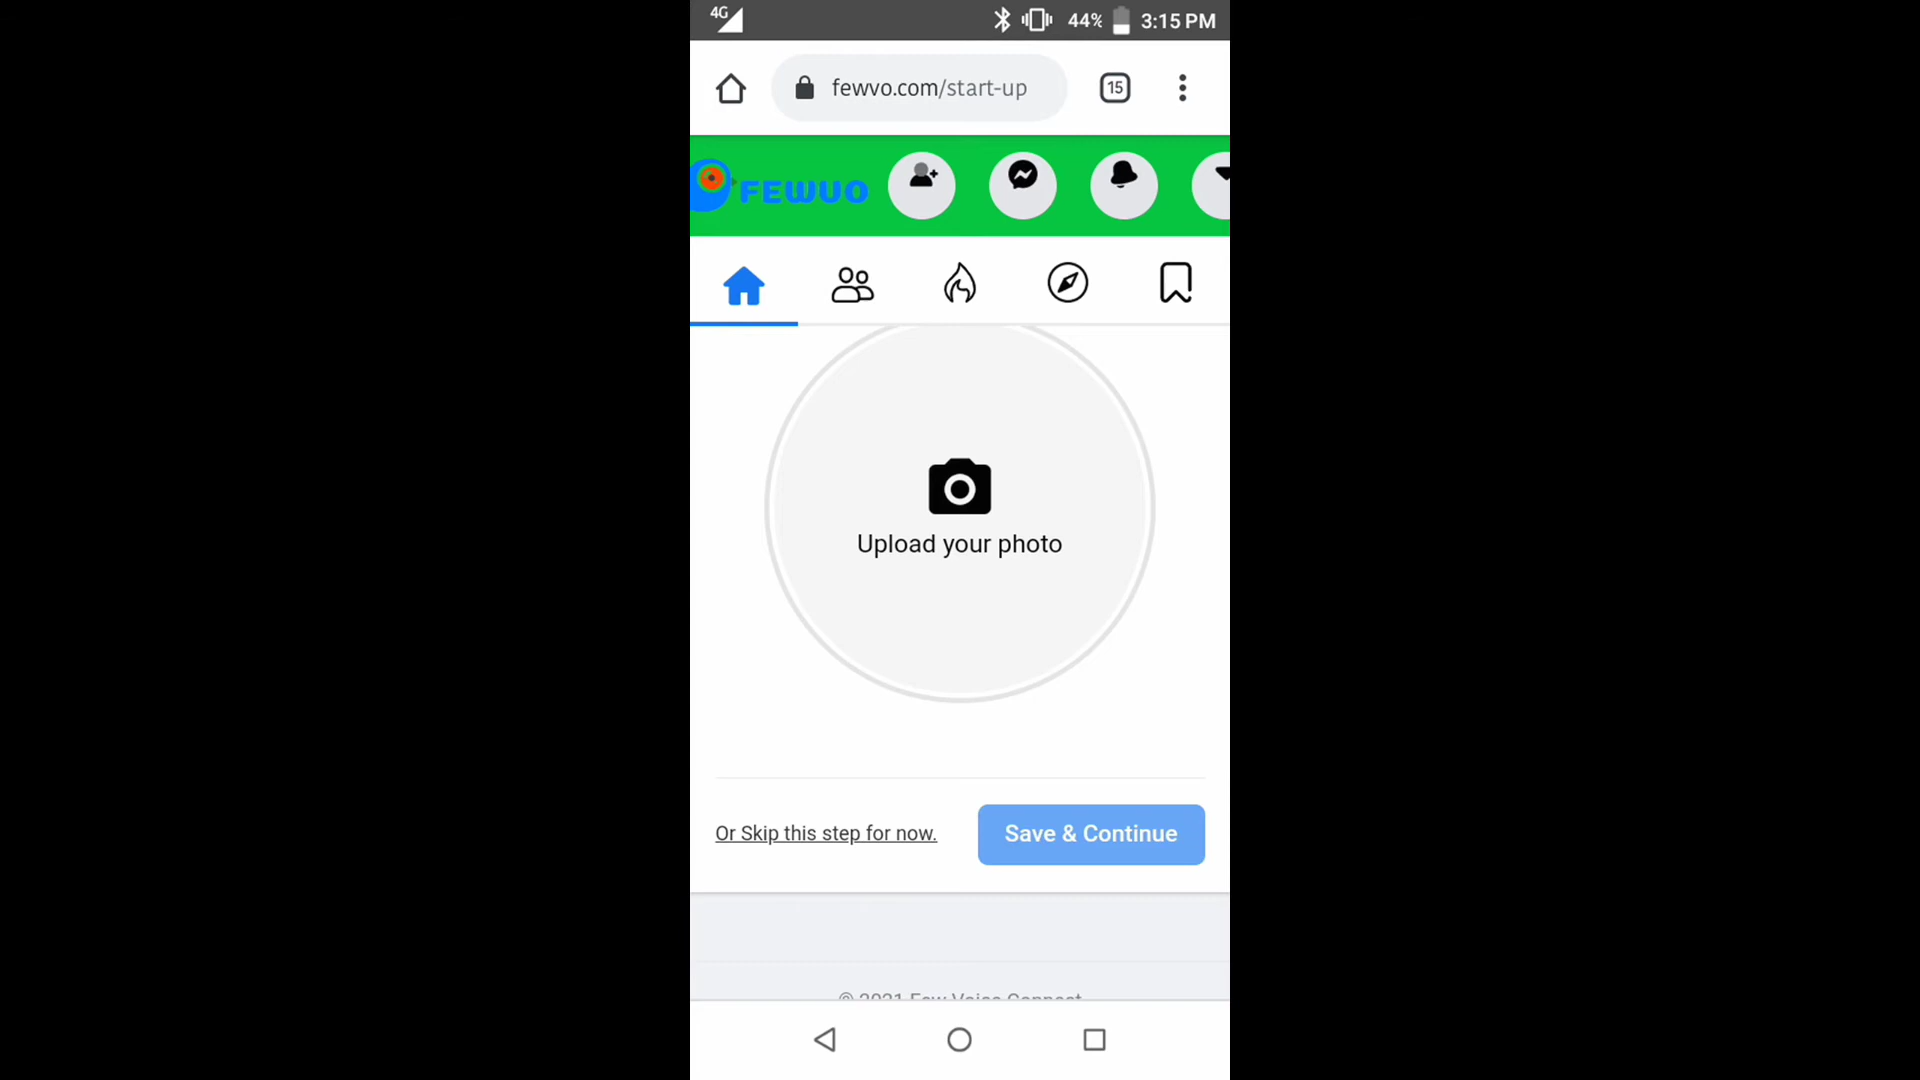 4G 44% 3:15 PM
fewvo.com/start-up 15
FEWUO
Upload your photo
Or Skip this step for now. Save & Continue
© 2021 Few Voice Connect